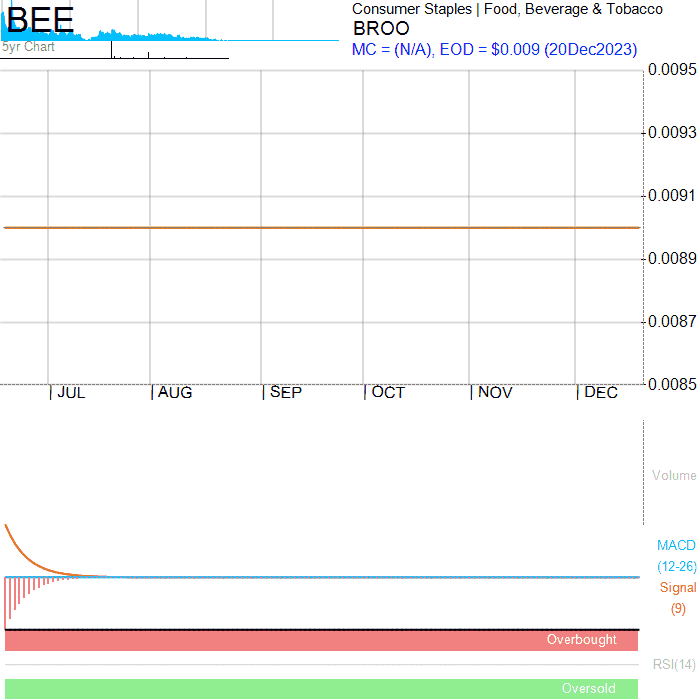 BEE
5yr Chart
Consumer Staples | Food, Beverage & Tobacco
BROO
MC = (N/A), EOD = $0.009 (20Dec2023)
0.0095
0.0093
0.0091
0.0089
0.0087
0.0085
JUL AUG SEP OCT NOV DEC
Volume
MACD
(12-26)
Signal
(9)
Overbought
RSI(14)
Oversold